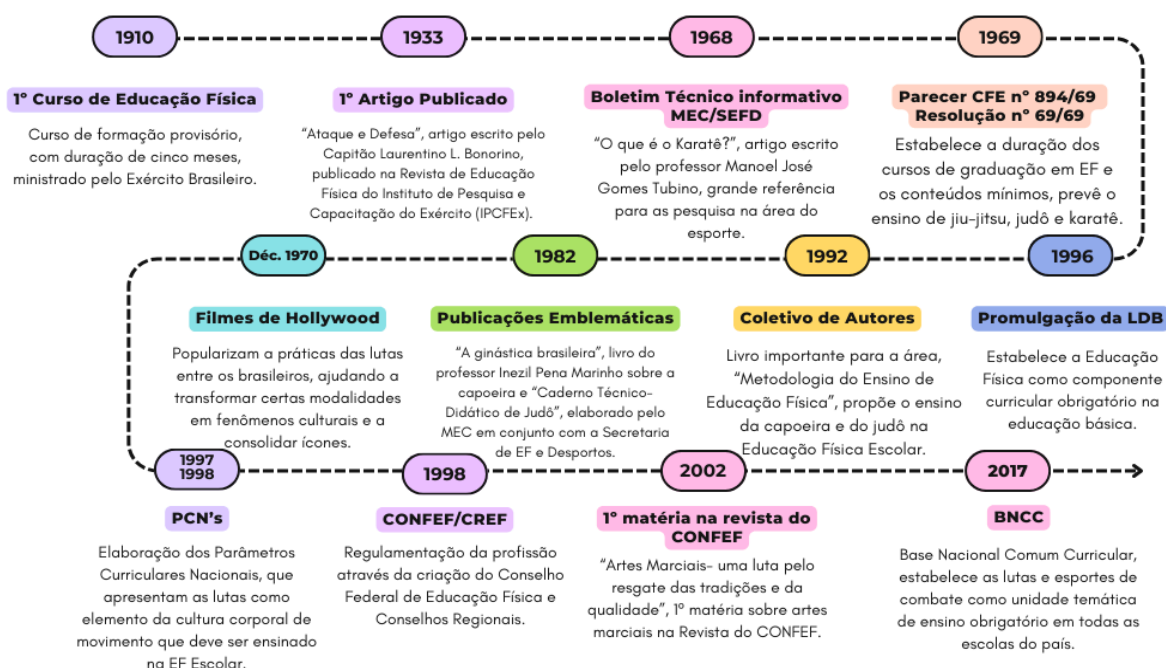 1910
1º Curso de Educação Física
Curso de formação provisório,
com duração de cinco meses,
ministrado pelo Exército Brasileiro.
1933
1º Artigo Publicado
"Ataque e Defesa", artigo escrito pelo
Capitão Laurentino L. Bonorino,
publicado na Revista de Educação
Física do Instituto de Pesquisa e
Capacitação do Exército (IPCFEx).
1968
Boletim Técnico informativo
MEC/SEFD
"O que é o Karatê?", artigo escrito
pelo professor Manoel José
Gomes Tubino, grande referência
para as pesquisa na área do
esporte.
1969
Parecer CFE nº 894/69
Resolução nº 69/69
Estabelece a duração dos
cursos de graduação em EF e
os conteúdos mínimos, prevê o
ensino de jiu-jitsu, judô e karatê.
Déc. 1970
Filmes de Hollywood
Popularizam a práticas das lutas
entre os brasileiros, ajudando a
transformar certas modalidades
em fenômenos culturais e a
consolidar ícones.
1982
Publicações Emblemáticas
"A ginástica brasileira", livro do
professor Inezil Pena Marinho sobre a
capoeira e "Caderno Técnico-
Didático de Judô", elaborado pelo
MEC em conjunto com a Secretaria
de EF e Desportos.
1992
Coletivo de Autores
Livro importante para a área,
"Metodologia do Ensino de
Educação Física", propõe o ensino
da capoeira e do judô na
Educação Física Escolar.
1996
Promulgação da LDB
Estabelece a Educação
Física como componente
curricular obrigatório na
educação básica.
1997
1998
PCN's
Elaboração dos Parâmetros
Curriculares Nacionais, que
apresentam as lutas como
elemento da cultura corporal de
movimento que deve ser ensinado
na EF Escolar.
1998
CONFEF/CREF
Regulamentação da profissão
através da criação do Conselho
Federal de Educação Física e
Conselhos Regionais.
2002
1º matéria na revista do
CONFEF
"Artes Marciais- uma luta pelo
resgate das tradições e da
qualidade", 1º matéria sobre artes
marciais na Revista do CONFEF.
2017
BNCC
Base Nacional Comum Curricular,
estabelece as lutas e esportes de
combate como unidade temática
de ensino obrigatório em todas as
escolas do país.